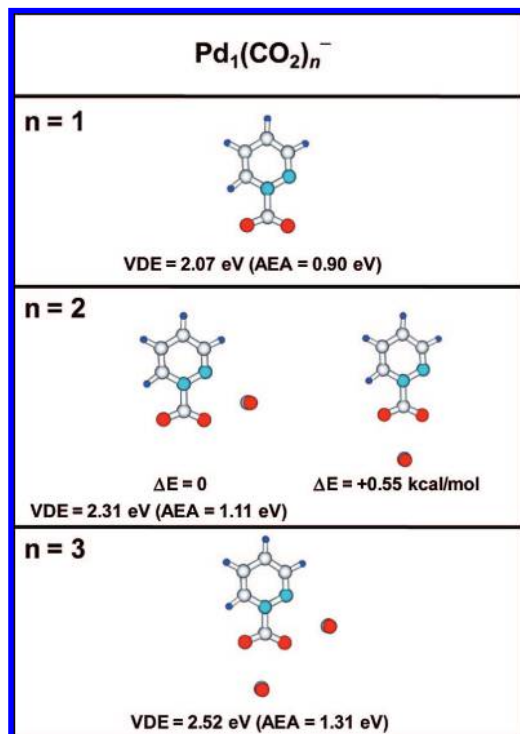 Pd₁(CO₂)ₙ⁻
n = 1
VDE = 2.07 eV (AEA = 0.90 eV)
n = 2
ΔE = 0 ΔE = +0.55 kcal/mol
VDE = 2.31 eV (AEA = 1.11 eV)
n = 3
VDE = 2.52 eV (AEA = 1.31 eV)